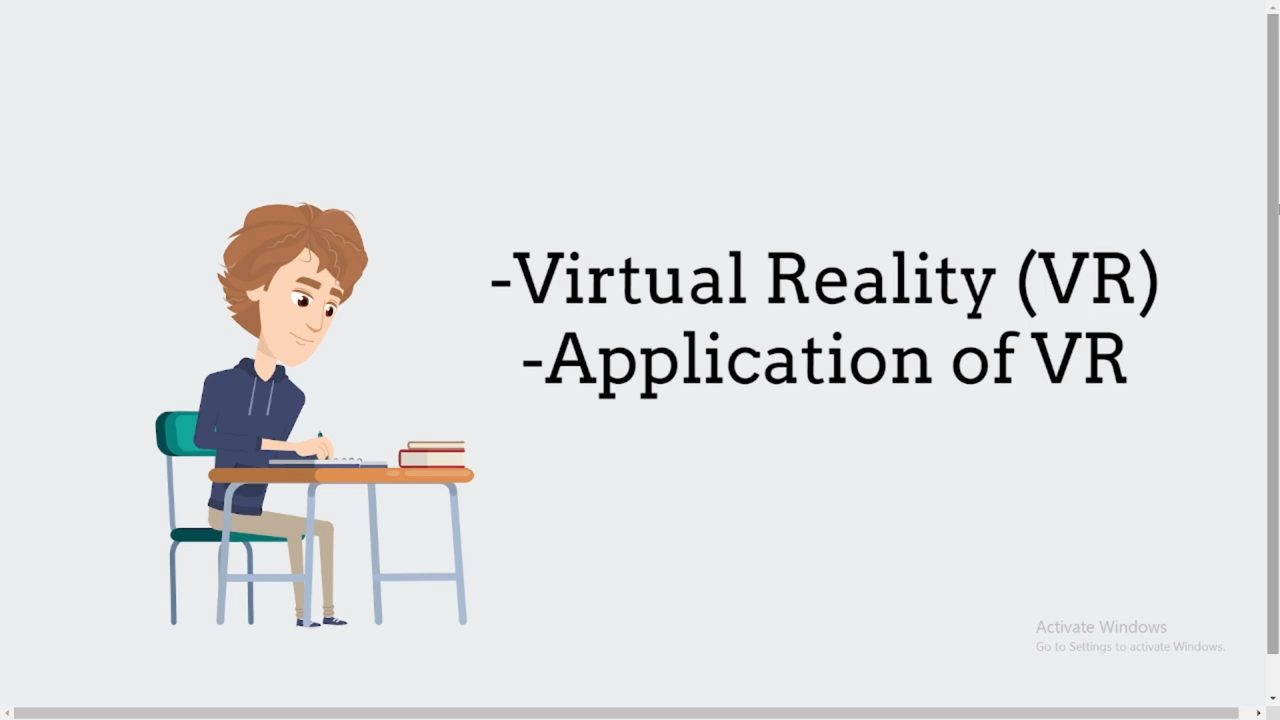 -Virtual Reality (VR)
-Application of VR
Activate Windows
Go to Settings to activate Windows.